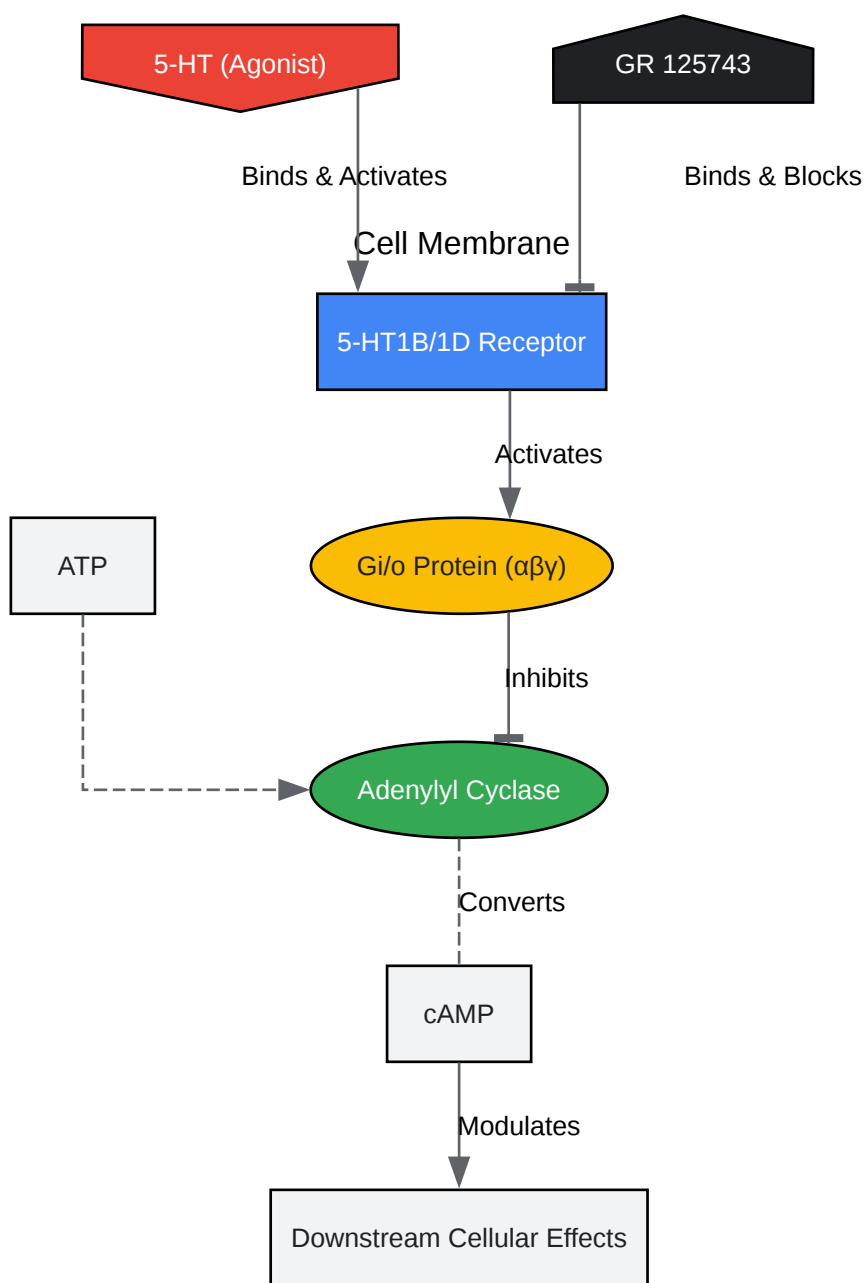 5-HT (Agonist)
GR 125743
Binds & Activates
Binds & Blocks
Cell Membrane
5-HT1B/1D Receptor
Activates
ATP
Gi/o Protein (αβγ)
Inhibits
Adenylyl Cyclase
Converts
cAMP
Modulates
Downstream Cellular Effects